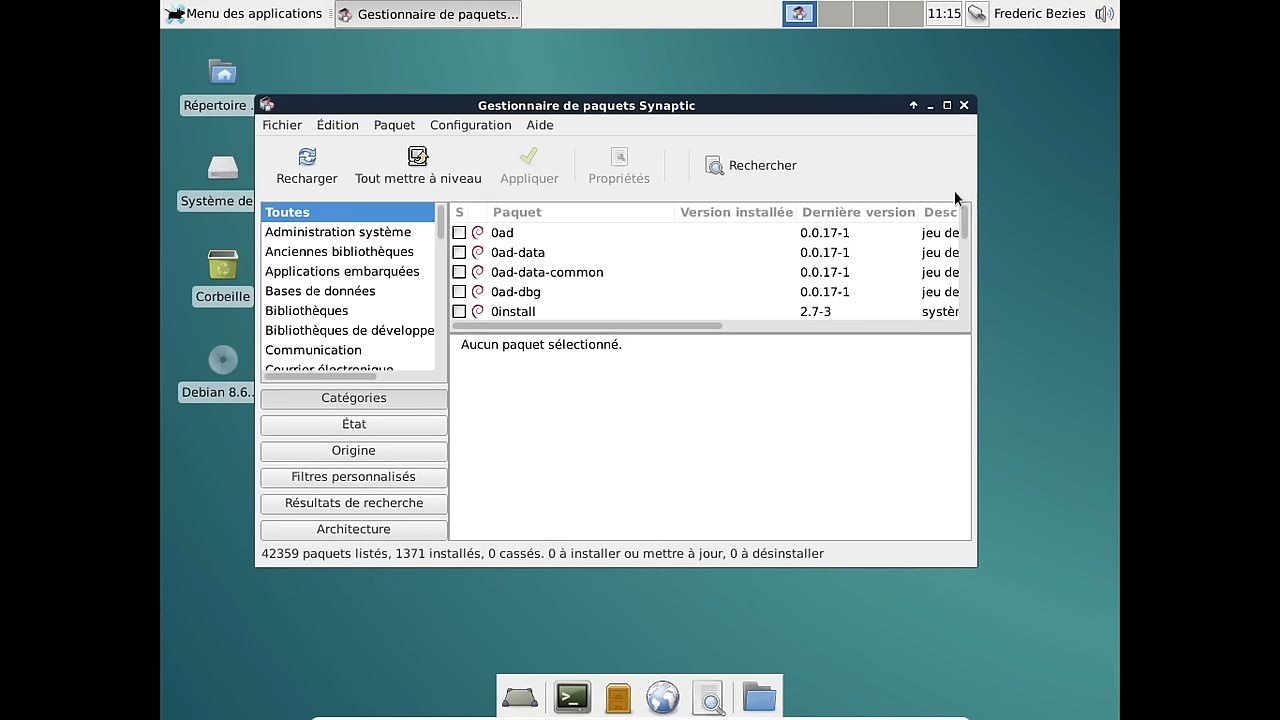 Menu des applications
Gestionnaire de paquets...
11:15
Frederic Bezies
Répertoire .
Système de
Corbeille
Debian 8.6..
Gestionnaire de paquets Synaptic
Fichier Édition Paquet Configuration Aide
Recharger Tout mettre à niveau Appliquer Propriétés Rechercher
Toutes
Administration système
Anciennes bibliothèques
Applications embarquées
Bases de données
Bibliothèques
Bibliothèques de développe
Communication
Courrier électronique
Catégories
État
Origine
Filtres personnalisés
Résultats de recherche
Architecture
S Paquet Version installée Dernière version Desc
0ad 0.0.17-1 jeu de
0ad-data 0.0.17-1 jeu de
0ad-data-common 0.0.17-1 jeu de
0ad-dbg 0.0.17-1 jeu de
0install 2.7-3 systèr
Aucun paquet sélectionné.
42359 paquets listés, 1371 installés, 0 cassés. 0 à installer ou mettre à jour, 0 à désinstaller